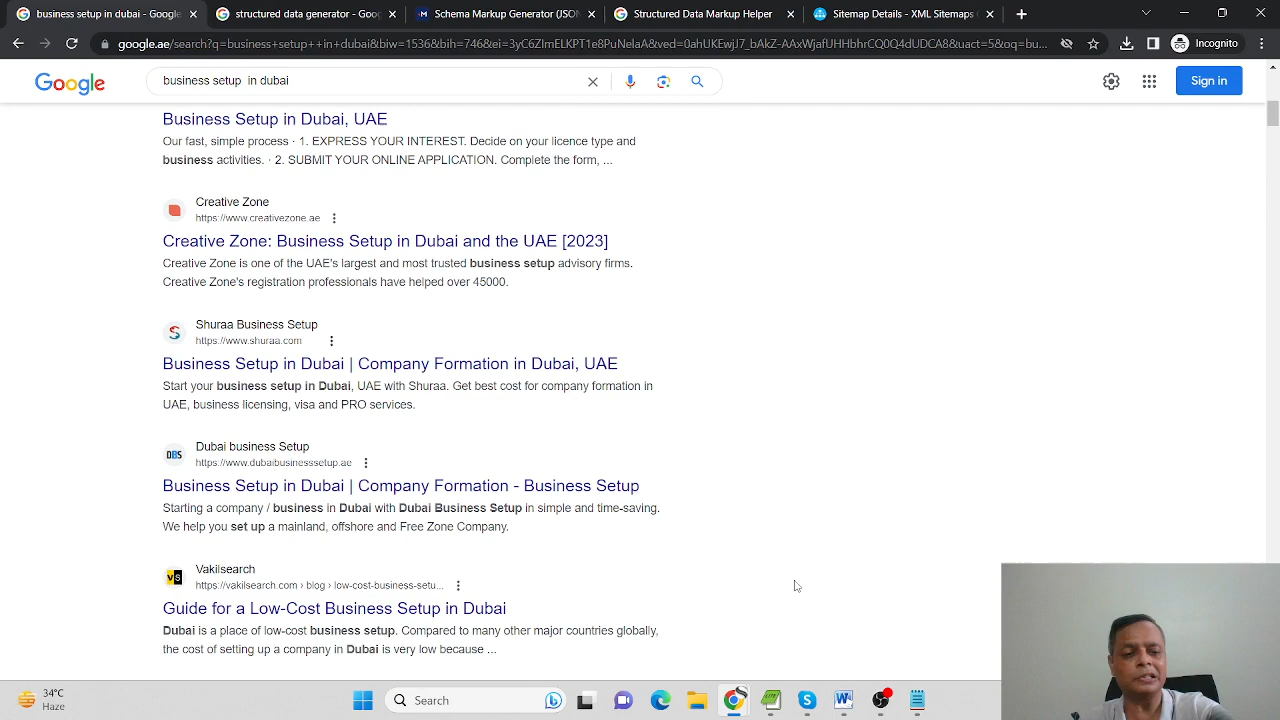 business setup in dubai - Google
structured data generator - Goog
Schema Markup Generator (JSON
Structured Data Markup Helper
Sitemap Details - XML Sitemaps G
google.ae/search?q=business+setup++in+dubai&biw=1536&bih=746&ei=3yC6ZImELKPT1e8PuNelaA&ved=0ahUKEwjJ7_bAkZ-AAxWjafUHHbhrCQ0Q4dUDCA8&uact=5&oq=bu...
Incognito
Google
business setup in dubai
Sign in
Business Setup in Dubai, UAE
Our fast, simple process · 1. EXPRESS YOUR INTEREST. Decide on your licence type and
business activities. · 2. SUBMIT YOUR ONLINE APPLICATION. Complete the form, ...
Creative Zone
https://www.creativezone.ae
Creative Zone: Business Setup in Dubai and the UAE [2023]
Creative Zone is one of the UAE's largest and most trusted business setup advisory firms.
Creative Zone's registration professionals have helped over 45000.
Shuraa Business Setup
https://www.shuraa.com
Business Setup in Dubai | Company Formation in Dubai, UAE
Start your business setup in Dubai, UAE with Shuraa. Get best cost for company formation in
UAE, business licensing, visa and PRO services.
DBS
Dubai business Setup
https://www.dubaibusinesssetup.ae
Business Setup in Dubai | Company Formation - Business Setup
Starting a company / business in Dubai with Dubai Business Setup in simple and time-saving.
We help you set up a mainland, offshore and Free Zone Company.
VS
Vakilsearch
https://vakilsearch.com › blog › low-cost-business-setu...
Guide for a Low-Cost Business Setup in Dubai
Dubai is a place of low-cost business setup. Compared to many other major countries globally,
the cost of setting up a company in Dubai is very low because ...
34°C
Haze
Search